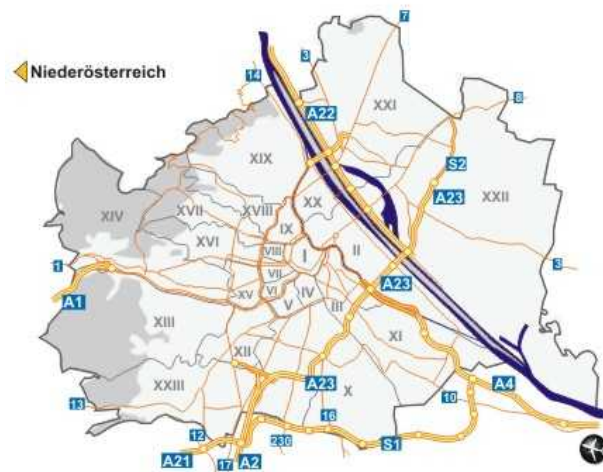 7
3
Niederösterreich
14
8
XXI
A22
XIX
S2
XXII
A23
XIV
XVII
XVIII
XX
XVI
IX
VIII
I
II
1
3
VII
A1
XV
VI
A23
IV
V
III
XIII
XI
XII
A23
A4
XXIII
X
10
13
16
12
230
S1
A21
17
A2